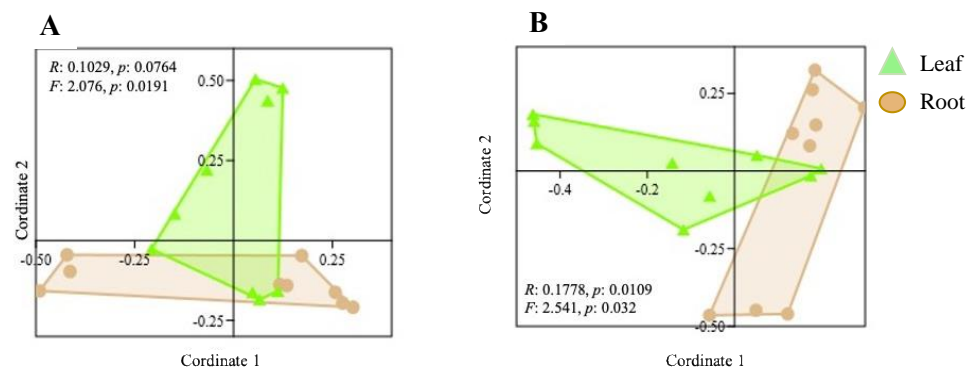 A
R: 0.1029, p: 0.0764
F: 2.076, p: 0.0191
0.50
0.25
-0.50
-0.25
0.25
-0.25
Cordinate 2
Cordinate 1
B
0.25
-0.4
-0.2
-0.25
-0.50
R: 0.1778, p: 0.0109
F: 2.541, p: 0.032
Cordinate 2
Cordinate 1
Leaf
Root